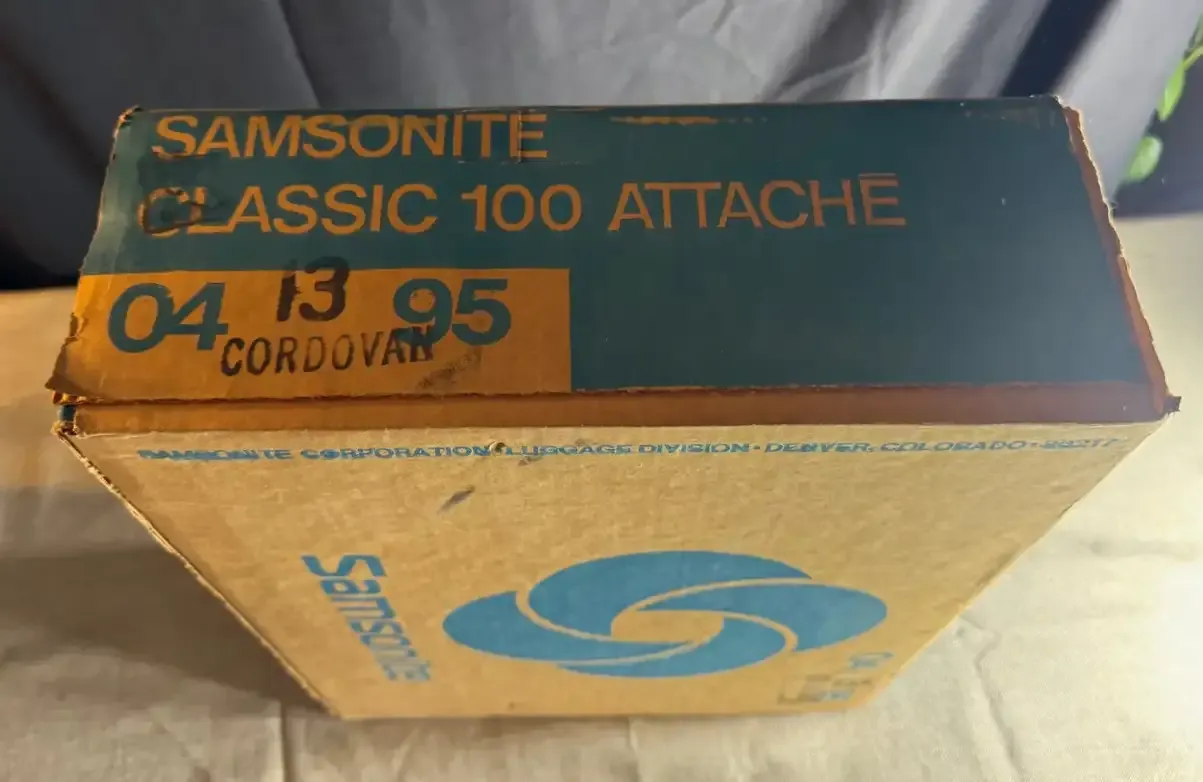 SAMSONITE
CLASSIC 100 ATTACHĒ
04 13 95
CORDOVAN
SAMSONITE CORPORATION · LUGGAGE DIVISION · DENVER, COLORADO · 80217
Samsonite